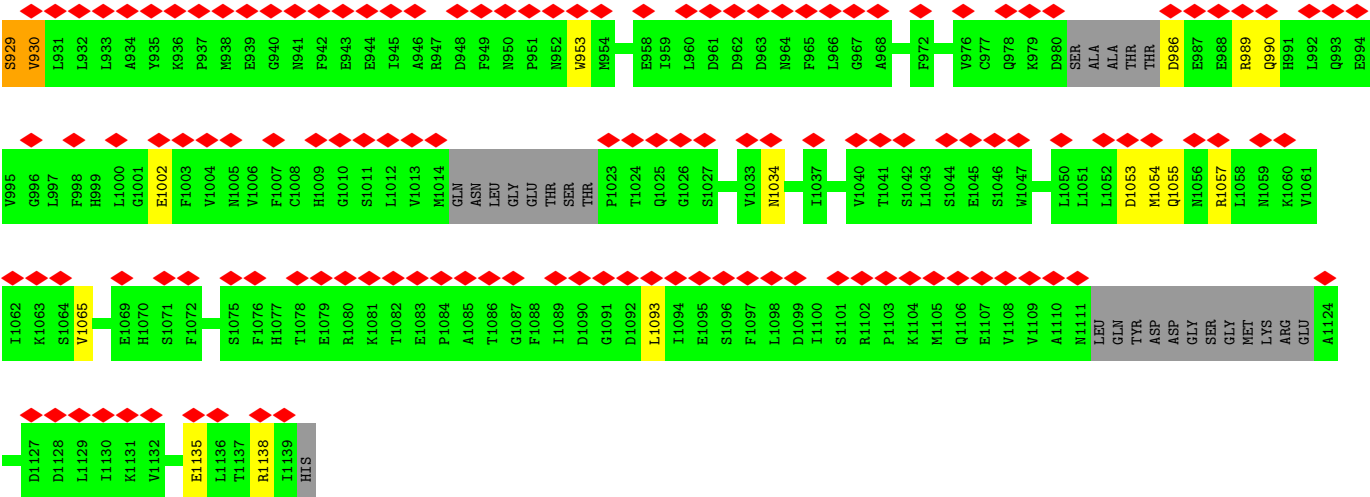 S929 V930 L931 L932 L933 A934 Y935 K936 P937 M938 E939 G940 N941 F942 E943 E944 I945 A946 R947 D948 F949 N950 P951 N952 W953 M954 E958 I959 L960 D961 D962 D963 N964 F965 L966 G967 A968 F972 V976 C977 Q978 K979 D980 SER ALA ALA THR THR D986 E987 E988 R989 Q990 H991 L992 Q993 E994
V995 G996 L997 F998 H999 L1000 G1001 E1002 F1003 V1004 N1005 V1006 F1007 C1008 H1009 G1010 S1011 L1012 V1013 M1014 GLN ASN LEU GLY GLU THR SER THR P1023 T1024 Q1025 G1026 S1027 V1033 N1034 I1037 V1040 T1041 S1042 L1043 S1044 E1045 S1046 W1047 L1050 L1051 L1052 D1053 M1054 Q1055 N1056 R1057 L1058 N1059 K1060 V1061
I1062 K1063 S1064 V1065 E1069 H1070 S1071 F1072 S1075 F1076 H1077 T1078 E1079 R1080 K1081 T1082 E1083 P1084 A1085 T1086 G1087 F1088 I1089 D1090 G1091 D1092 L1093 I1094 E1095 S1096 F1097 L1098 D1099 I1100 S1101 R1102 P1103 K1104 M1105 Q1106 E1107 V1108 V1109 A1110 N1111 LEU GLN TYR ASP ASP GLY SER GLY MET LYS ARG GLU A1124
D1127 D1128 L1129 I1130 K1131 V1132 E1135 L1136 T1137 R1138 I1139 HIS